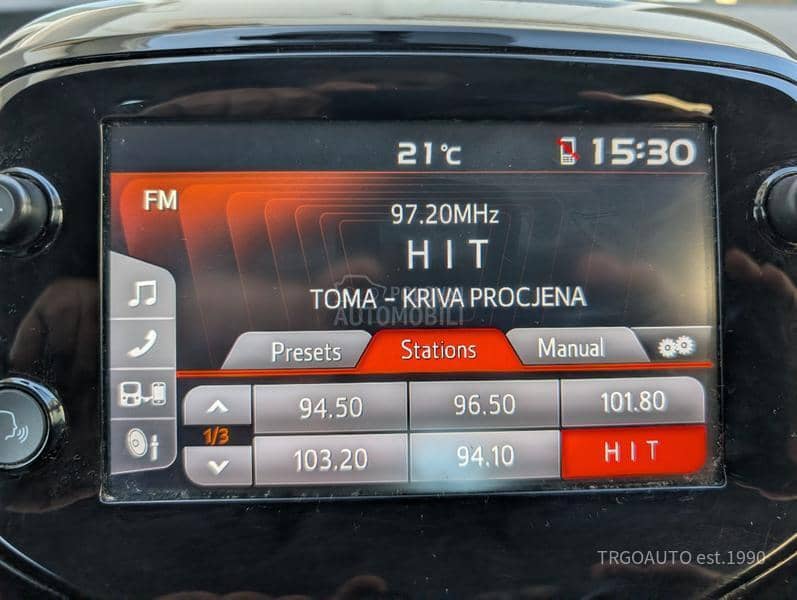 21°C 15:30
FM
97.20MHz
HIT
TOMA - KRIVA PROCJENA
AUTOMOBILI
Presets Stations Manual
94.50 96.50 101.80
1/3
103.20 94.10 HIT
TRGOAUTO est.1990